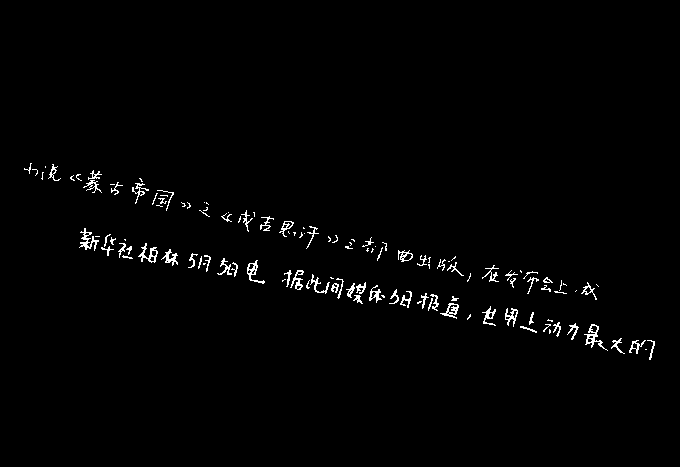 小说《蒙古帝国》之《成吉思汗》三部曲出版，在发布会上，成
新华社柏林5月5日电 据此间媒体5日报道，世界上动力最大的